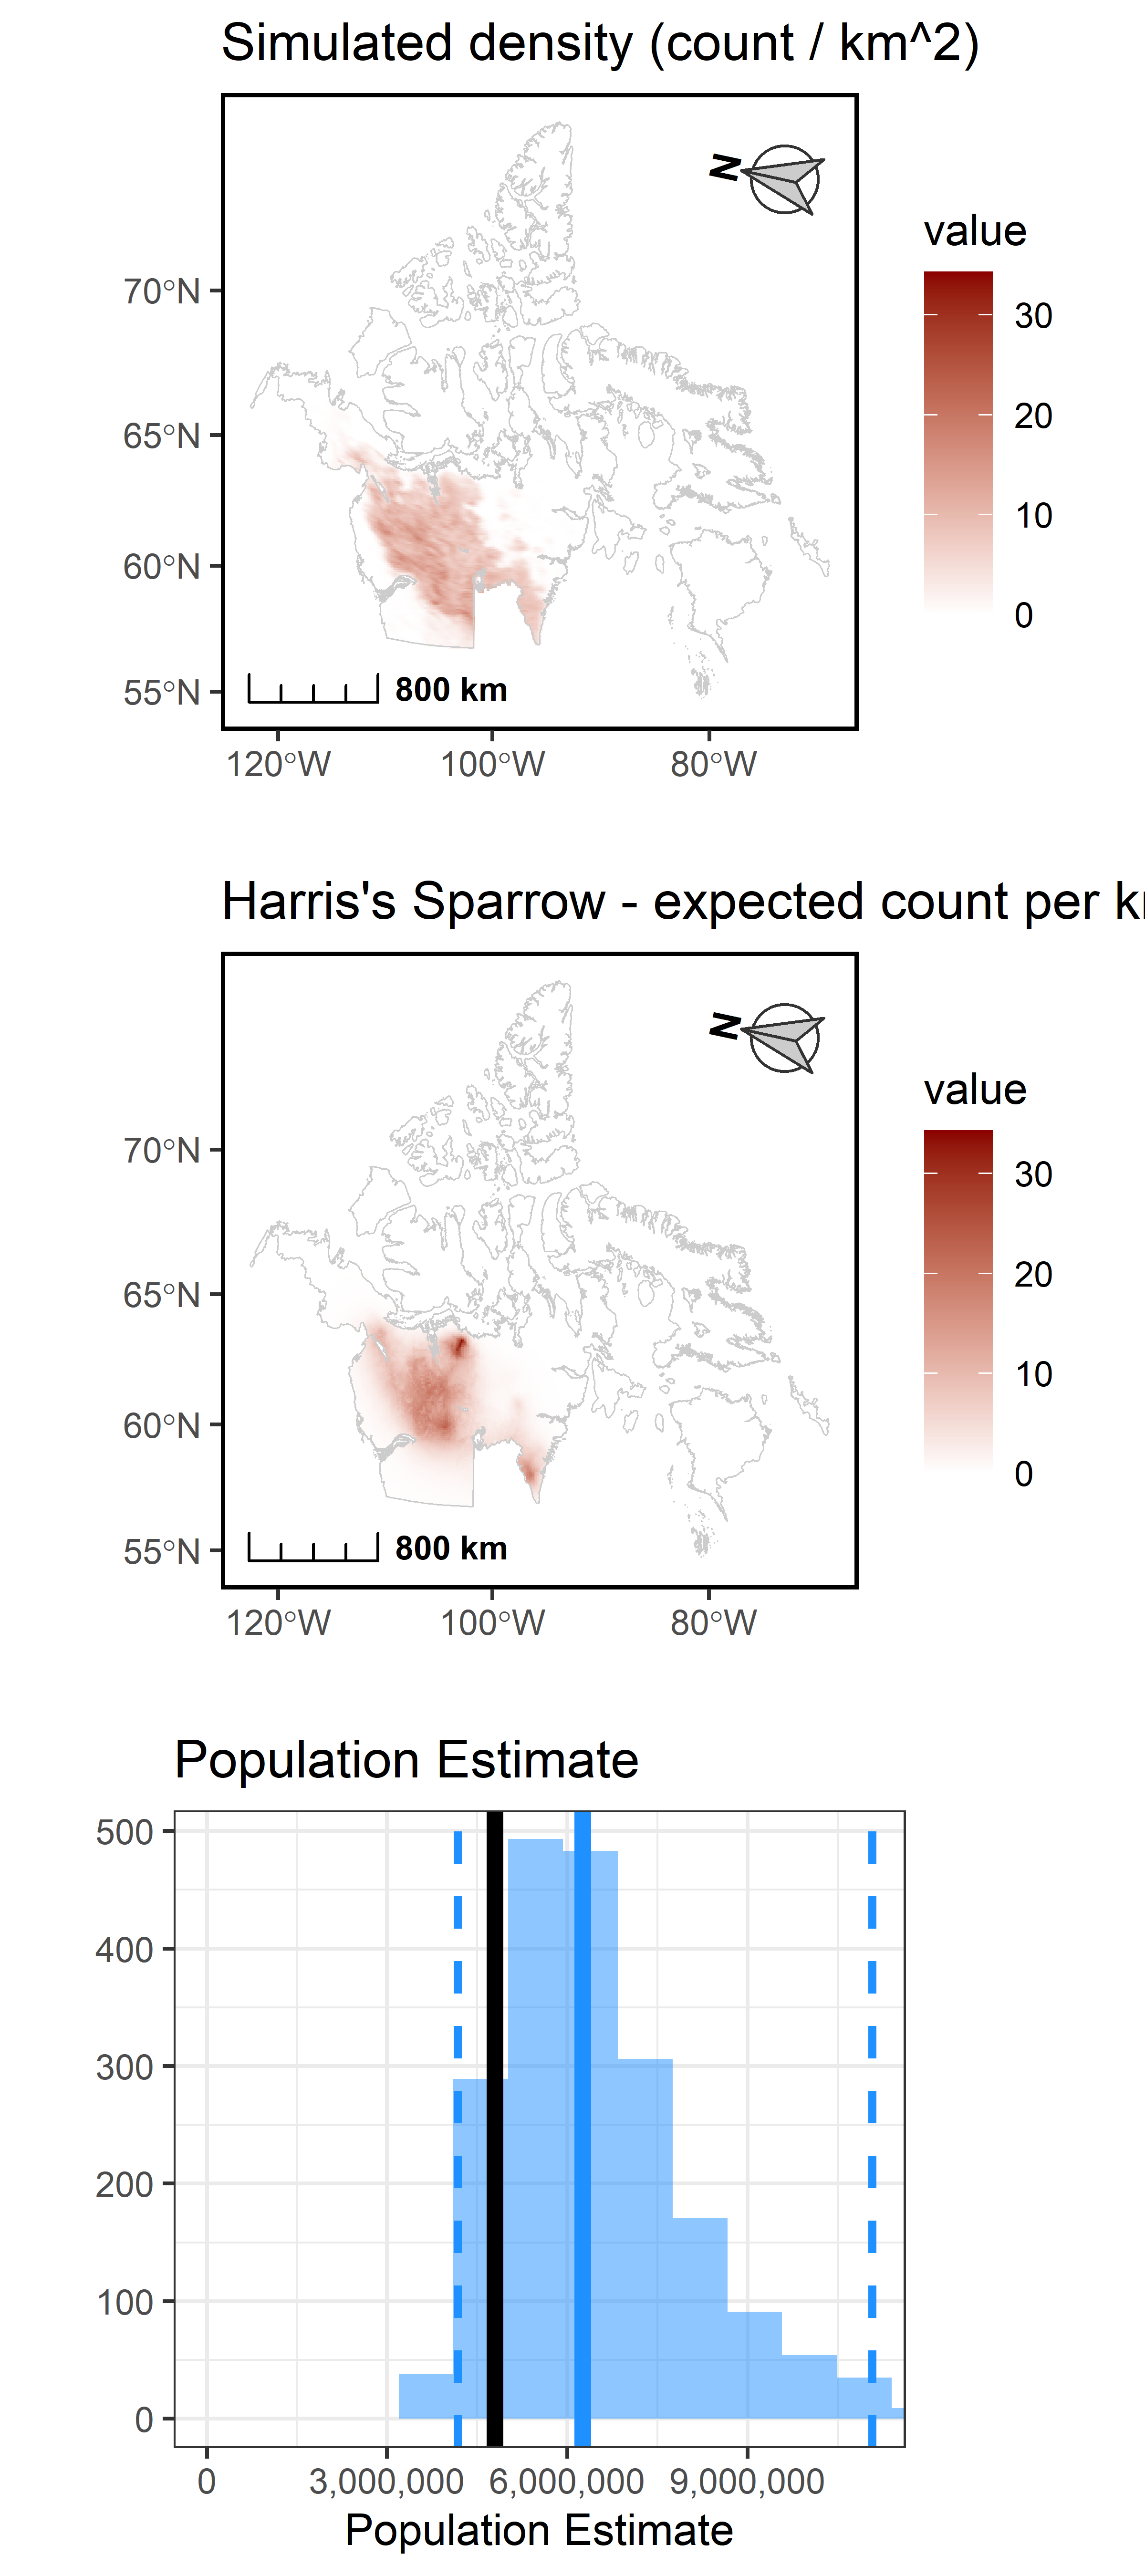 Simulated density (count / km^2)
N
70°N
65°N
60°N
55°N
800 km
120°W 100°W 80°W
value
30
20
10
0
Harris's Sparrow - expected count per k
N
70°N
65°N
60°N
55°N
800 km
120°W 100°W 80°W
value
30
20
10
0
Population Estimate
500
400
300
200
100
0
0 3,000,000 6,000,000 9,000,000
Population Estimate